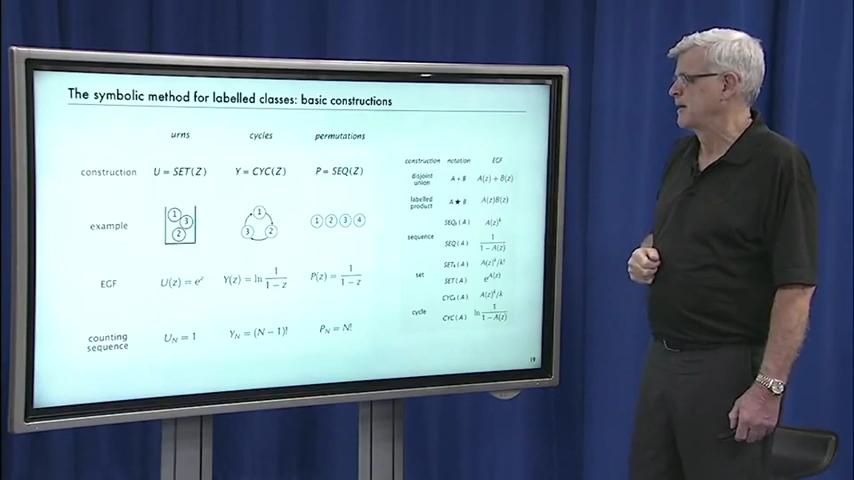 The symbolic method for labelled classes: basic constructions
urns cycles permutations
construction U = SET(Z) Y = CYC(Z) P = SEQ(Z)
example 1 3 2 1 3 2 1 2 3 4
EGF U(z) = e^z Y(z) = ln 1/(1 − z) P(z) = 1/(1 − z)
counting sequence U_N = 1 Y_N = (N − 1)! P_N = N!
construction notation EGF
disjoint union A + B A(z) + B(z)
labelled product A ★ B A(z)B(z)
sequence SEQ_k(A) A(z)^k
SEQ(A) 1/(1 − A(z))
set SET_k(A) A(z)^k/k!
SET(A) e^A(z)
cycle CYC_k(A) A(z)^k/k
CYC(A) ln 1/(1 − A(z))
19